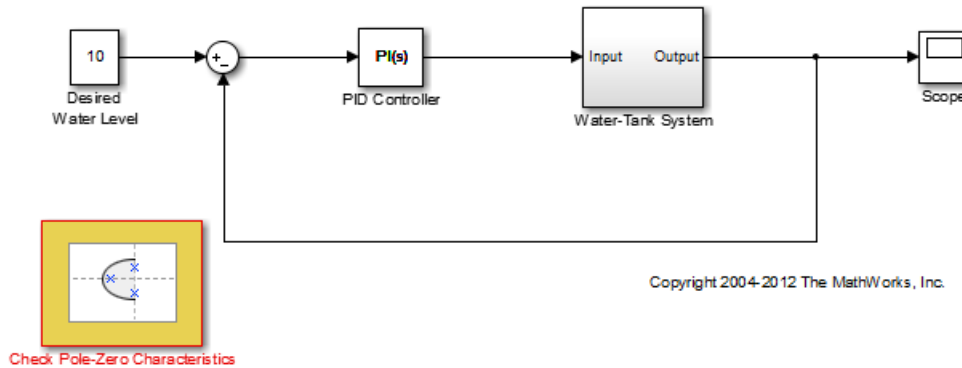 10
Desired
Water Level
+
−
PI(s)
PID Controller
Input Output
Water-Tank System
Scope
Copyright 2004-2012 The MathWorks, Inc.
Check Pole-Zero Characteristics